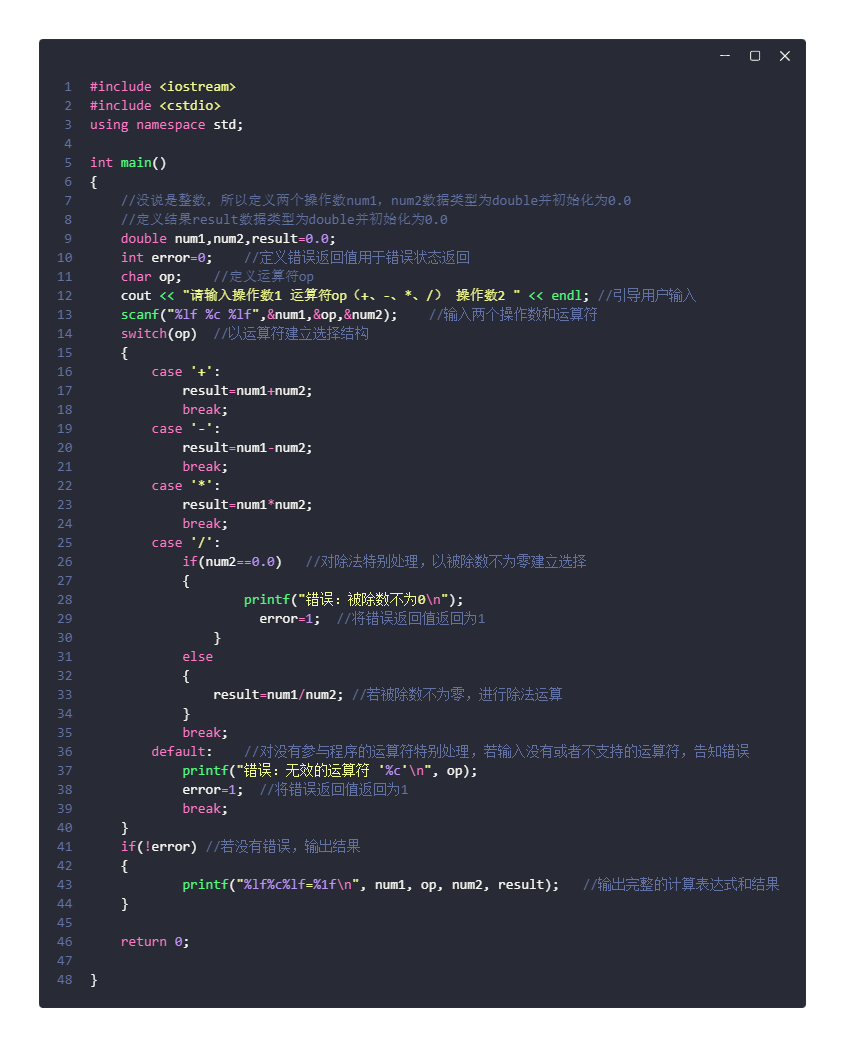 1 #include <iostream>
2 #include <cstdio>
3 using namespace std;
4
5 int main()
6 {
7 //没说是整数，所以定义两个操作数num1，num2数据类型为double并初始化为0.0
8 //定义结果result数据类型为double并初始化为0.0
9 double num1,num2,result=0.0;
10 int error=0; //定义错误返回值用于错误状态返回
11 char op; //定义运算符op
12 cout << "请输入操作数1 运算符op（+、-、*、/） 操作数2 " << endl; //引导用户输入
13 scanf("%lf %c %lf",&num1,&op,&num2); //输入两个操作数和运算符
14 switch(op) //以运算符建立选择结构
15 {
16 case '+':
17 result=num1+num2;
18 break;
19 case '-':
20 result=num1-num2;
21 break;
22 case '*':
23 result=num1*num2;
24 break;
25 case '/':
26 if(num2==0.0) //对除法特别处理，以被除数不为零建立选择
27 {
28 printf("错误：被除数不为0\n");
29 error=1; //将错误返回值返回为1
30 }
31 else
32 {
33 result=num1/num2; //若被除数不为零，进行除法运算
34 }
35 break;
36 default: //对没有参与程序的运算符特别处理，若输入没有或者不支持的运算符，告知错误
37 printf("错误：无效的运算符 '%c'\n", op);
38 error=1; //将错误返回值返回为1
39 break;
40 }
41 if(!error) //若没有错误，输出结果
42 {
43 printf("%lf%c%lf=%1f\n", num1, op, num2, result); //输出完整的计算表达式和结果
44 }
45
46 return 0;
47
48 }